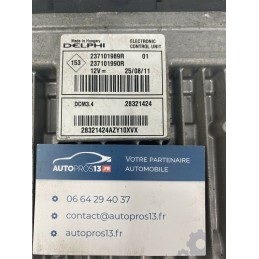 Made in Hungary
DELPHI
ELECTRONIC
CONTROL UNIT
153
237101989R 01
237101990R
12V= 25/08/11
DCM3.4 28321424
28321424AZY10XVX
AUTOPROS13.FR
VOTRE PARTENAIRE
AUTOMOBILE
06 64 29 40 37
contact@autopros13.fr
autopros13.fr